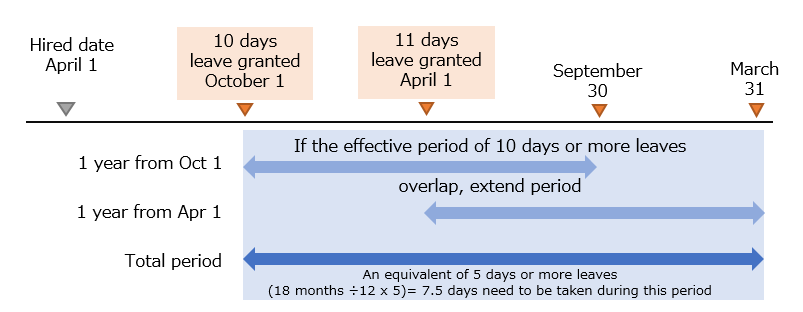 Hired date
April 1
10 days
leave granted
October 1
11 days
leave granted
April 1
September
30
March
31
If the effective period of 10 days or more leaves
1 year from Oct 1
overlap, extend period
1 year from Apr 1
Total period
An equivalent of 5 days or more leaves
(18 months ÷12 x 5)= 7.5 days need to be taken during this period